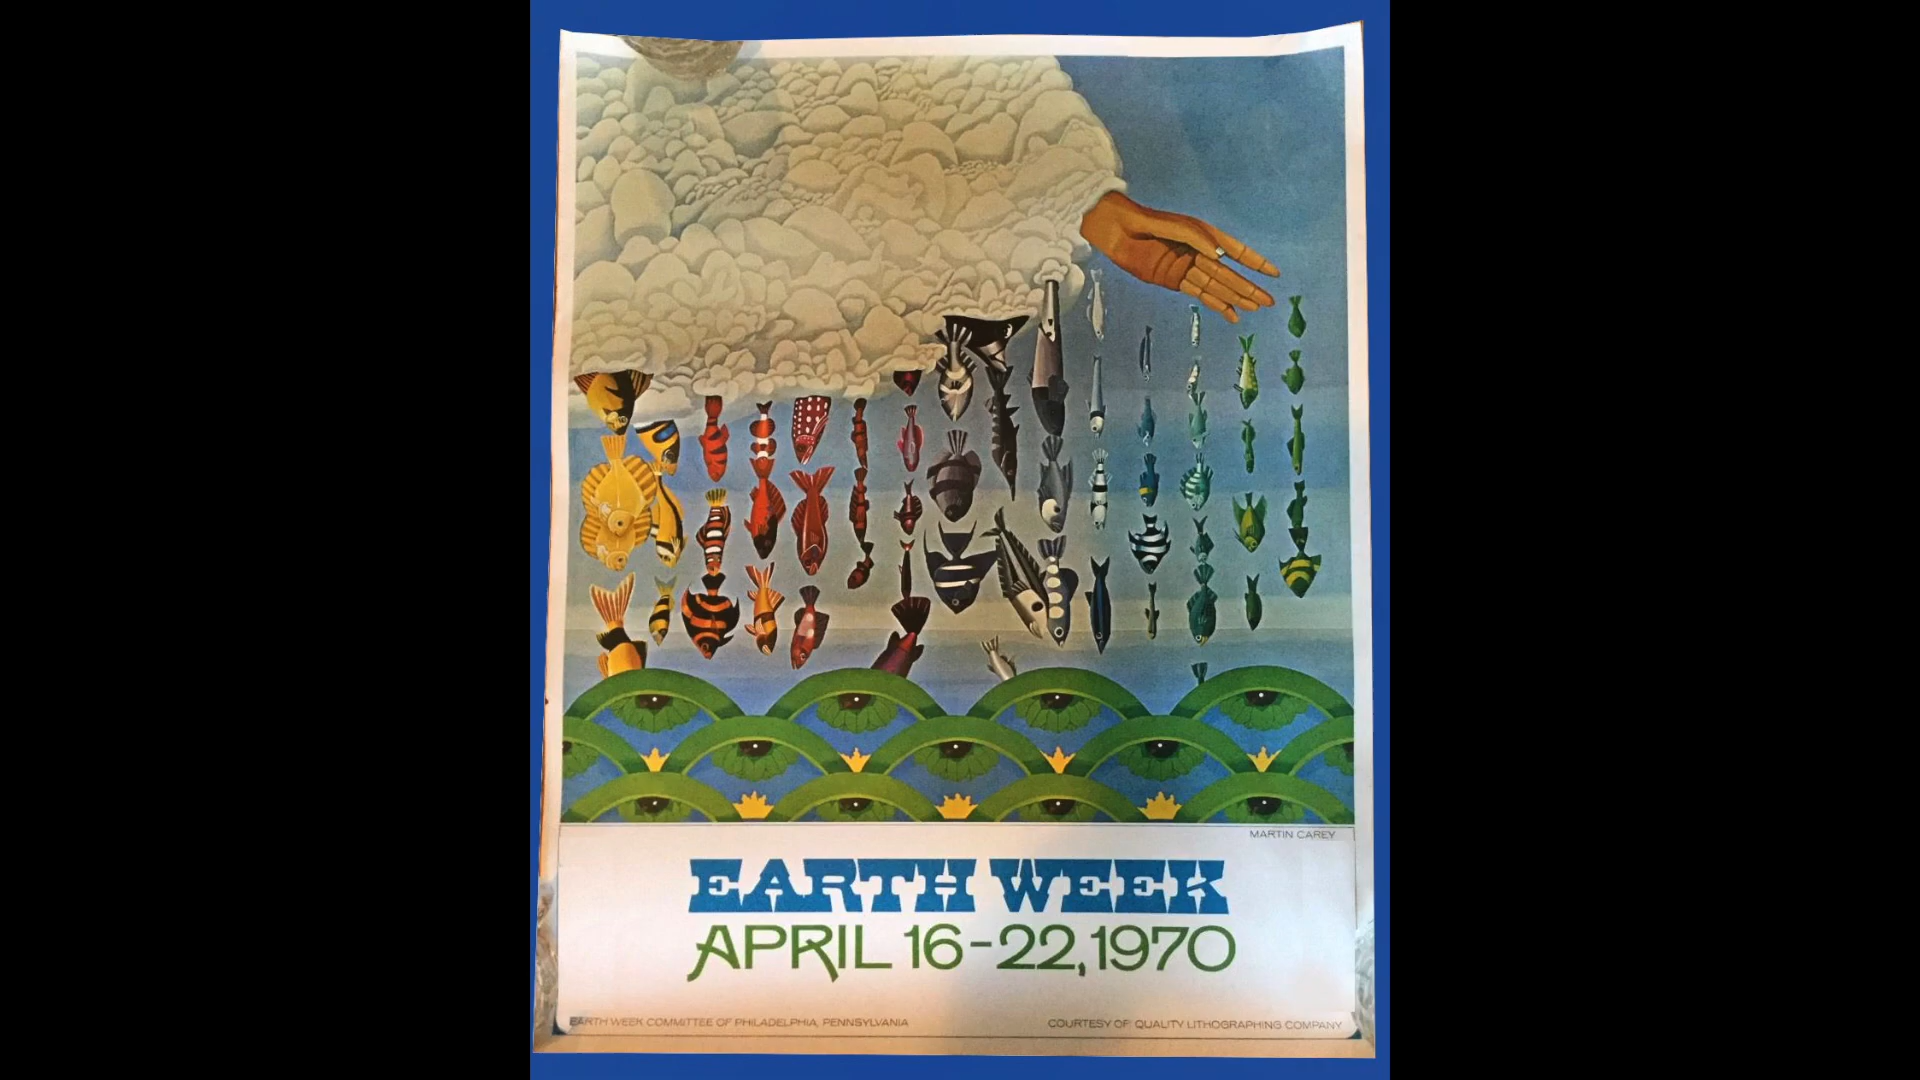 MARTIN CAREY
EARTH WEEK
APRIL 16-22, 1970
EARTH WEEK COMMITTEE OF PHILADELPHIA, PENNSYLVANIA
COURTESY OF QUALITY LITHOGRAPHING COMPANY